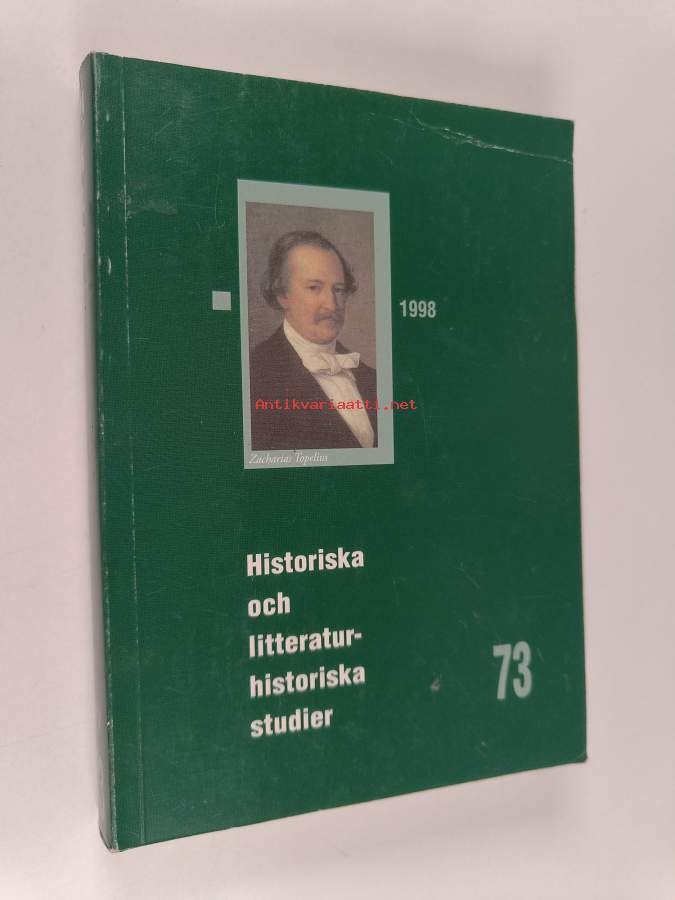 1998
Antikvariaatti.net
Zacharias Topelius
Historiska
och
litteratur-
historiska
studier
73